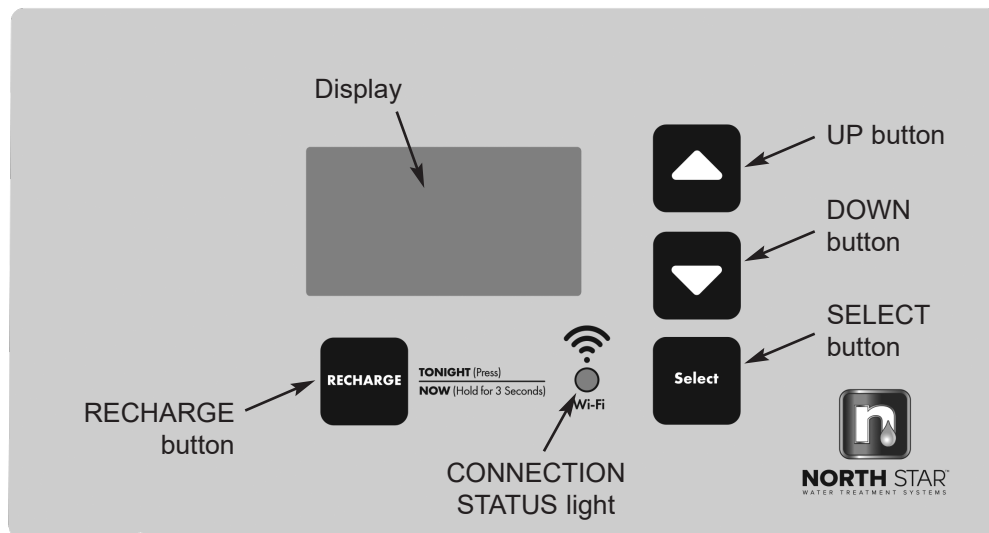 Display
UP button
DOWN
button
SELECT
button
RECHARGE
TONIGHT (Press)
NOW (Hold for 3 Seconds)
Wi-Fi
Select
RECHARGE
button
CONNECTION
STATUS light
n
NORTH STAR™
WATER TREATMENT SYSTEMS